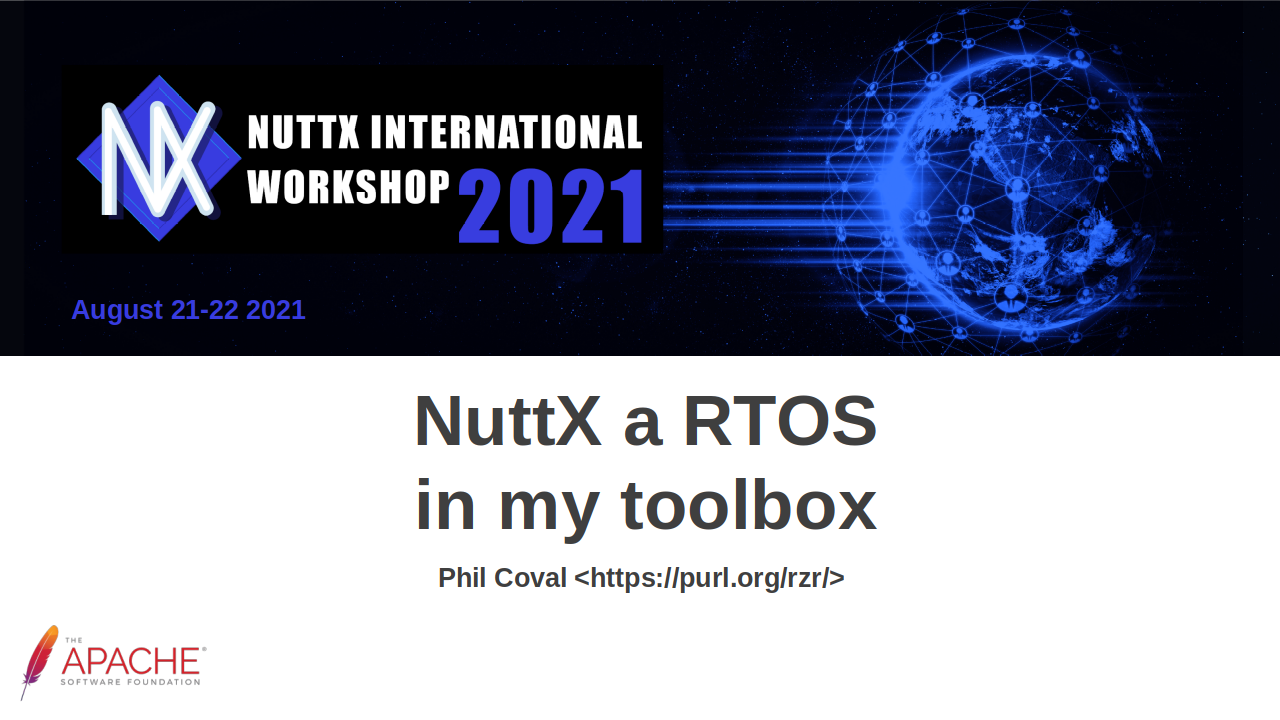 NX
NUTTX INTERNATIONAL
WORKSHOP 2021
August 21-22 2021
NuttX a RTOS
in my toolbox
Phil Coval <https://purl.org/rzr/>
THE
APACHE®
SOFTWARE FOUNDATION